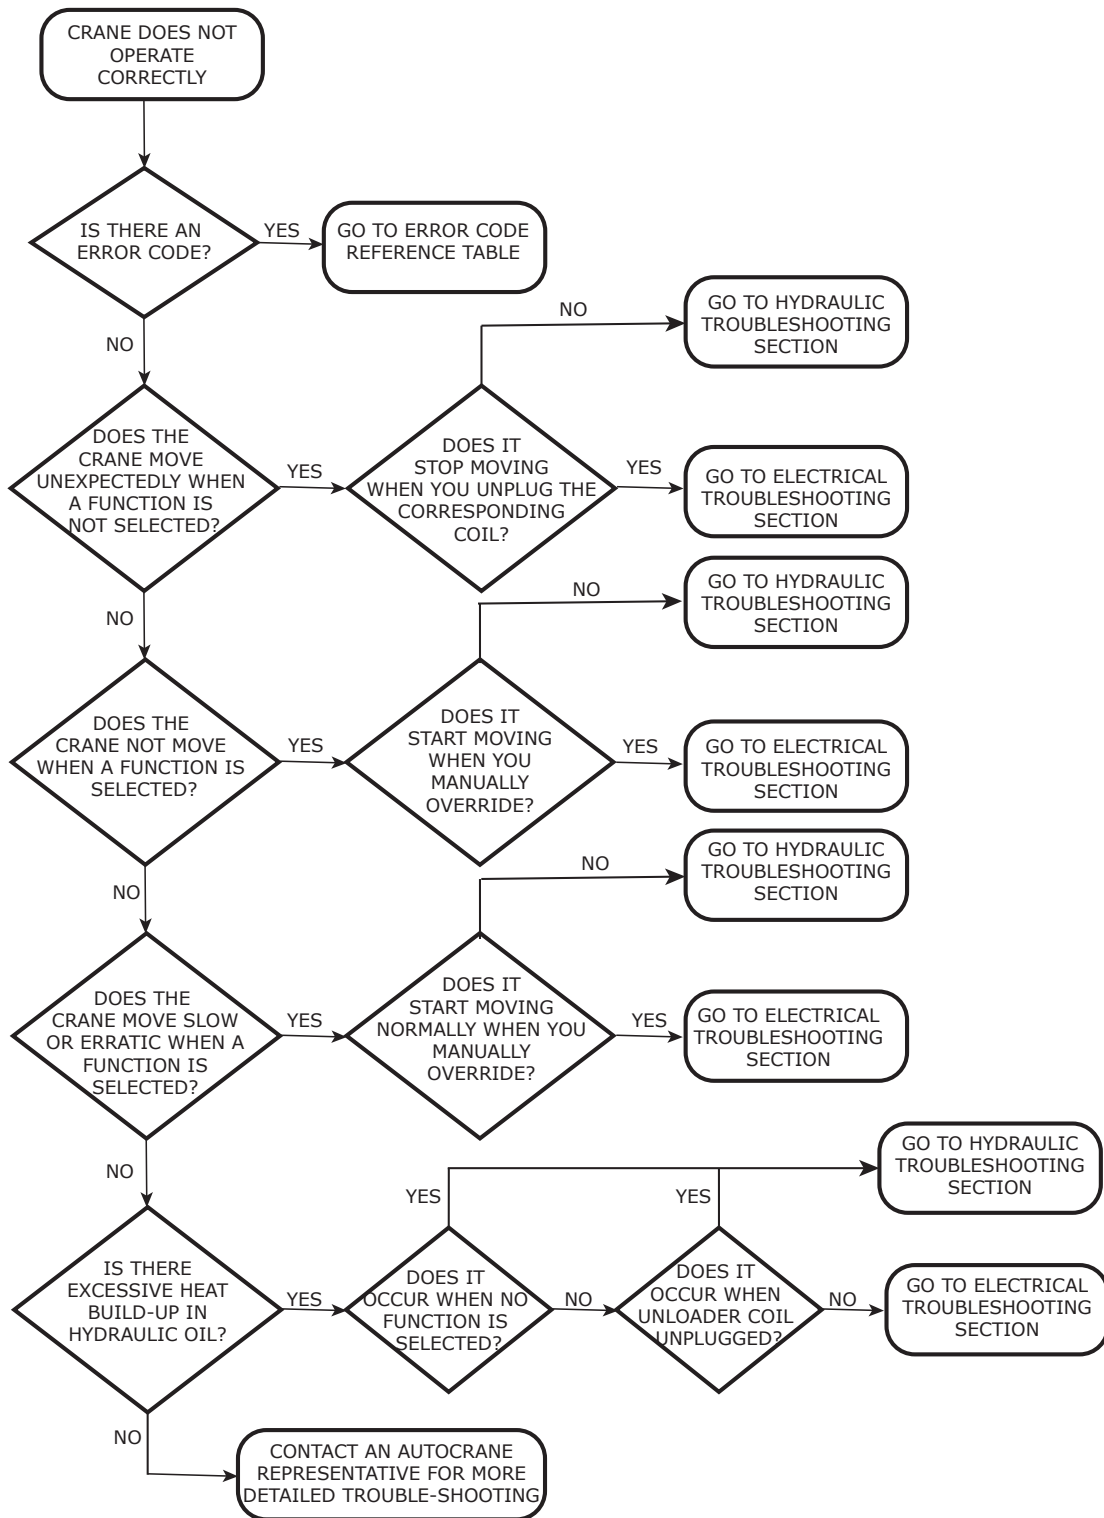 CRANE DOES NOT
OPERATE
CORRECTLY
IS THERE AN
ERROR CODE?
YES
GO TO ERROR CODE
REFERENCE TABLE
NO
DOES THE
CRANE MOVE
UNEXPECTEDLY WHEN
A FUNCTION IS
NOT SELECTED?
YES
DOES IT
STOP MOVING
WHEN YOU UNPLUG THE
CORRESPONDING
COIL?
NO
GO TO HYDRAULIC
TROUBLESHOOTING
SECTION
YES
GO TO ELECTRICAL
TROUBLESHOOTING
SECTION
NO
DOES THE
CRANE NOT MOVE
WHEN A FUNCTION IS
SELECTED?
YES
DOES IT
START MOVING
WHEN YOU
MANUALLY
OVERRIDE?
NO
GO TO HYDRAULIC
TROUBLESHOOTING
SECTION
YES
GO TO ELECTRICAL
TROUBLESHOOTING
SECTION
NO
DOES THE
CRANE MOVE SLOW
OR ERRATIC WHEN A
FUNCTION IS
SELECTED?
YES
DOES IT
START MOVING
NORMALLY WHEN YOU
MANUALLY
OVERRIDE?
NO
GO TO HYDRAULIC
TROUBLESHOOTING
SECTION
YES
GO TO ELECTRICAL
TROUBLESHOOTING
SECTION
NO
IS THERE
EXCESSIVE HEAT
BUILD-UP IN
HYDRAULIC OIL?
YES
DOES IT
OCCUR WHEN NO
FUNCTION IS
SELECTED?
YES
NO
DOES IT
OCCUR WHEN
UNLOADER COIL
UNPLUGGED?
YES
GO TO HYDRAULIC
TROUBLESHOOTING
SECTION
NO
GO TO ELECTRICAL
TROUBLESHOOTING
SECTION
NO
CONTACT AN AUTOCRANE
REPRESENTATIVE FOR MORE
DETAILED TROUBLE-SHOOTING